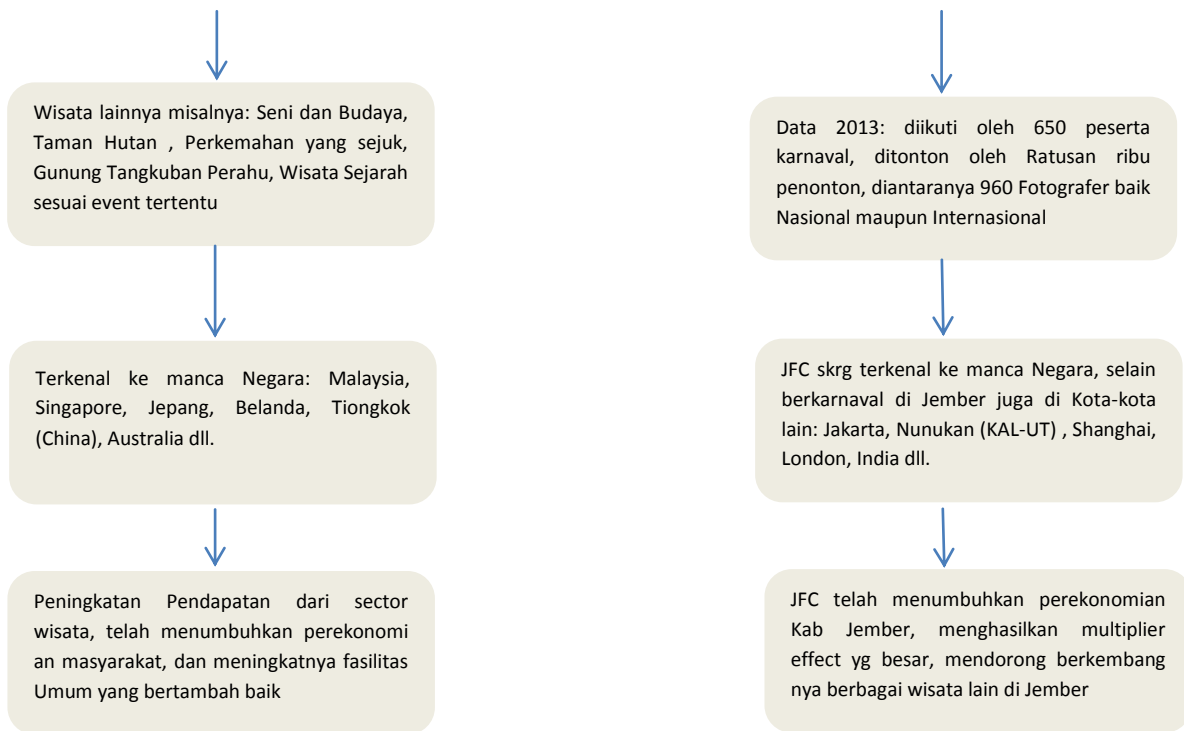 Wisata lainnya misalnya: Seni dan Budaya,
Taman Hutan , Perkemahan yang sejuk,
Gunung Tangkuban Perahu, Wisata Sejarah
sesuai event tertentu
Terkenal ke manca Negara: Malaysia,
Singapore, Jepang, Belanda, Tiongkok
(China), Australia dll.
Peningkatan Pendapatan dari sector
wisata, telah menumbuhkan perekonomi
an masyarakat, dan meningkatnya fasilitas
Umum yang bertambah baik
Data 2013: diikuti oleh 650 peserta
karnaval, ditonton oleh Ratusan ribu
penonton, diantaranya 960 Fotografer baik
Nasional maupun Internasional
JFC skrg terkenal ke manca Negara, selain
berkarnaval di Jember juga di Kota-kota
lain: Jakarta, Nunukan (KAL-UT) , Shanghai,
London, India dll.
JFC telah menumbuhkan perekonomian
Kab Jember, menghasilkan multiplier
effect yg besar, mendorong berkembang
nya berbagai wisata lain di Jember